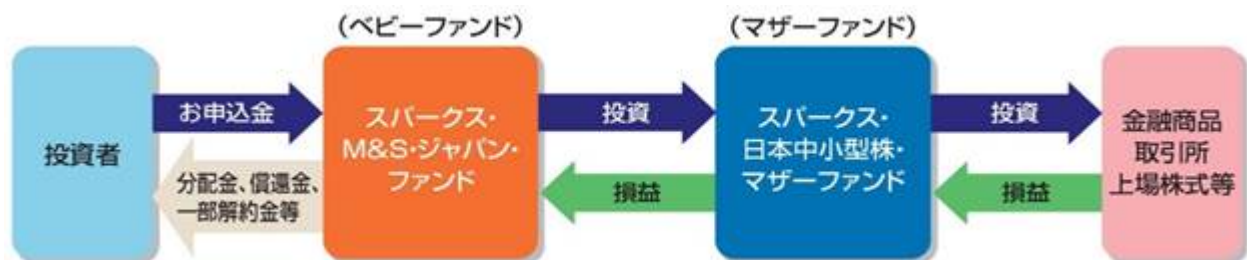 (ベビーファンド)
(マザーファンド)
投資者
お申込金
分配金、償還金、
一部解約金等
スパークス・
M&S・ジャパン・
ファンド
投資
損益
スパークス・
日本中小型株・
マザーファンド
投資
損益
金融商品
取引所
上場株式等